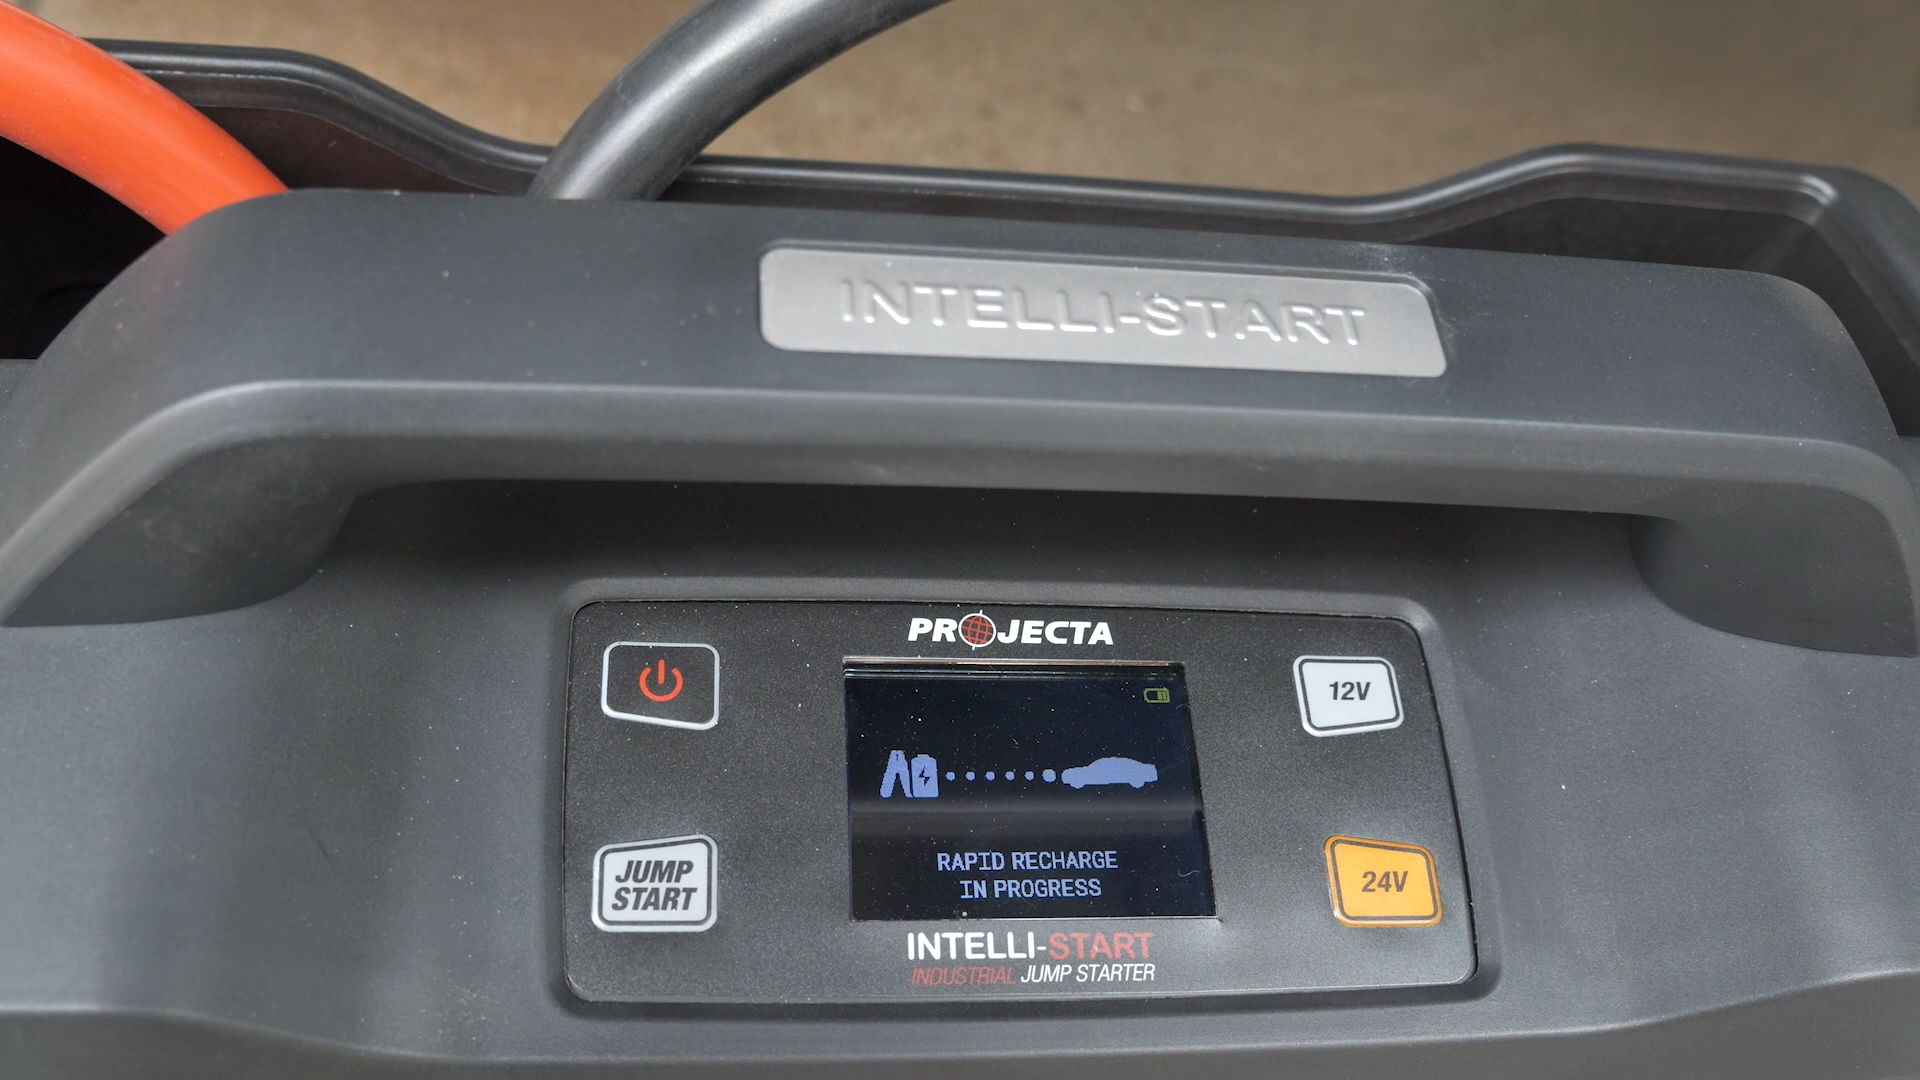 INTELLI-START
PROJECTA
12V
JUMP
START
24V
RAPID RECHARGE
IN PROGRESS
INTELLI-START
INDUSTRIAL JUMP STARTER